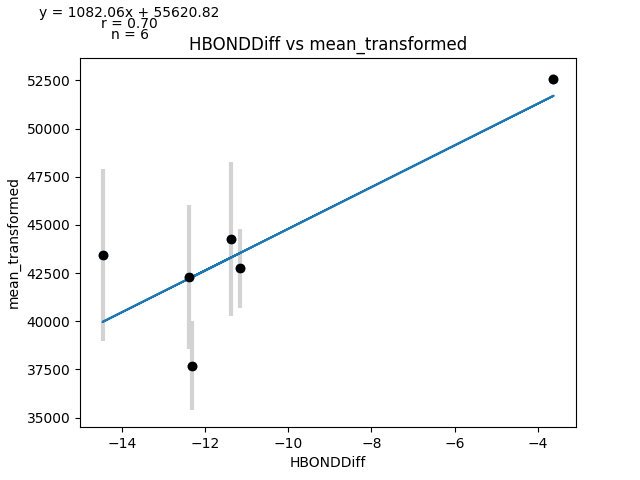 y = 1082.06x + 55620.82
r = 0.70
n = 6
HBONDDiff vs mean_transformed
52500
50000
47500
45000
42500
40000
37500
35000
mean_transformed
−14
−12
−10
−8
−6
−4
HBONDDiff